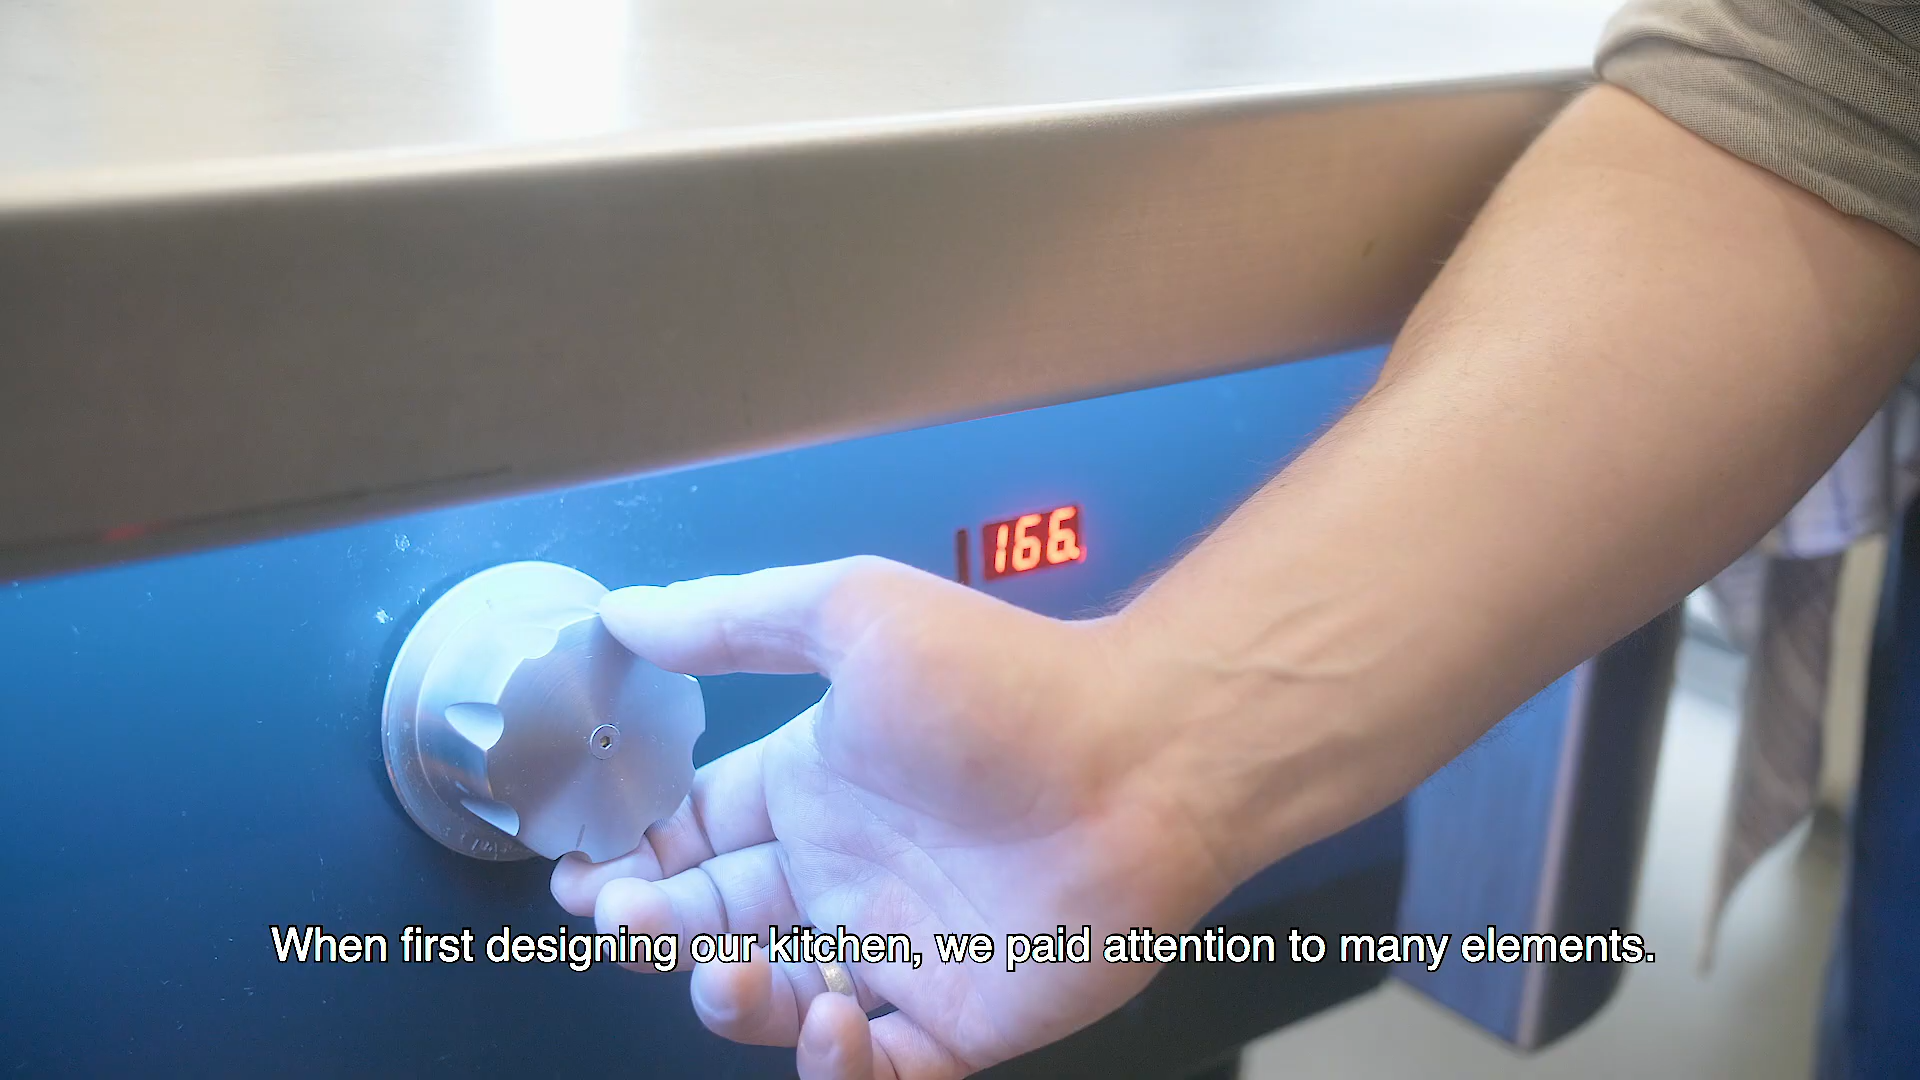 166.
When first designing our kitchen, we paid attention to many elements.